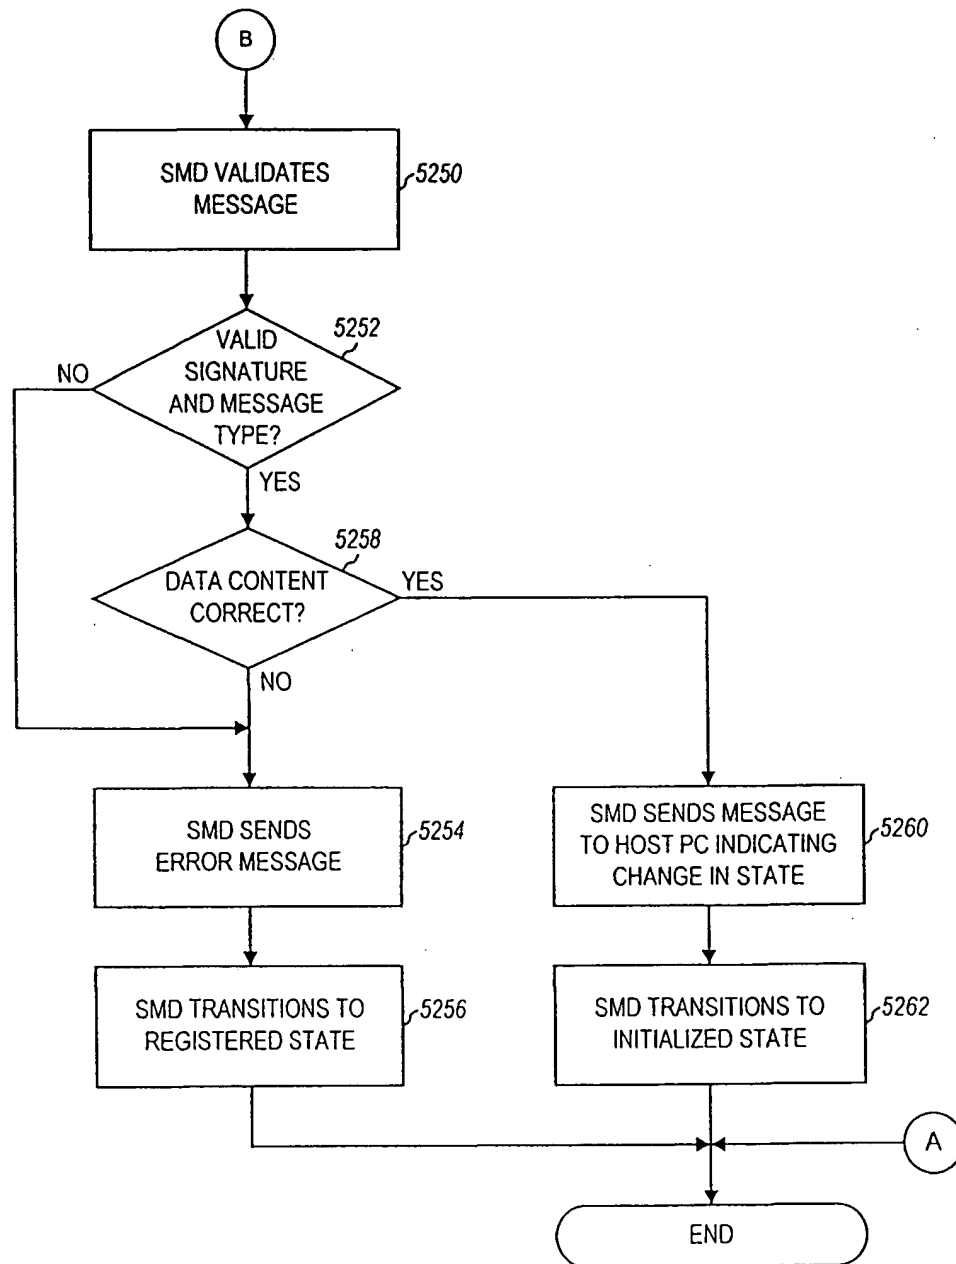 B
SMD VALIDATES
MESSAGE
5250
5252
VALID
SIGNATURE
AND MESSAGE
TYPE?
NO
YES
5258
DATA CONTENT
CORRECT?
YES
NO
SMD SENDS
ERROR MESSAGE
5254
SMD SENDS MESSAGE
TO HOST PC INDICATING
CHANGE IN STATE
5260
SMD TRANSITIONS TO
REGISTERED STATE
5256
SMD TRANSITIONS TO
INITIALIZED STATE
5262
A
END